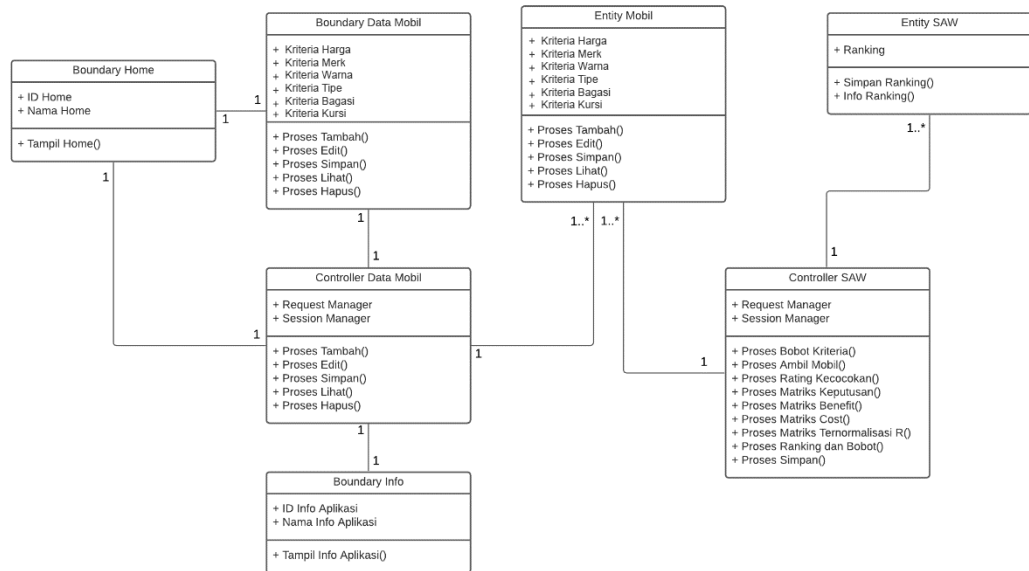 Boundary Home
+ ID Home
+ Nama Home
+ Tampil Home()
1
1
1
Boundary Data Mobil
+ Kriteria Harga
+ Kriteria Merk
+ Kriteria Warna
+ Kriteria Tipe
+ Kriteria Bagasi
+ Kriteria Kursi
+ Proses Tambah()
+ Proses Edit()
+ Proses Simpan()
+ Proses Lihat()
+ Proses Hapus()
1
1
Entity Mobil
+ Kriteria Harga
+ Kriteria Merk
+ Kriteria Warna
+ Kriteria Tipe
+ Kriteria Bagasi
+ Kriteria Kursi
+ Proses Tambah()
+ Proses Edit()
+ Proses Simpan()
+ Proses Lihat()
+ Proses Hapus()
1..*
1..*
Entity SAW
+ Ranking
+ Simpan Ranking()
+ Info Ranking()
1..*
1
Controller Data Mobil
+ Request Manager
+ Session Manager
+ Proses Tambah()
+ Proses Edit()
+ Proses Simpan()
+ Proses Lihat()
+ Proses Hapus()
1
1
1
1
Controller SAW
+ Request Manager
+ Session Manager
+ Proses Bobot Kriteria()
+ Proses Ambil Mobil()
+ Proses Rating Kecocokan()
+ Proses Matriks Keputusan()
+ Proses Matriks Benefit()
+ Proses Matriks Cost()
+ Proses Matriks Ternormalisasi R()
+ Proses Ranking dan Bobot()
+ Proses Simpan()
1
Boundary Info
+ ID Info Aplikasi
+ Nama Info Aplikasi
+ Tampil Info Aplikasi()